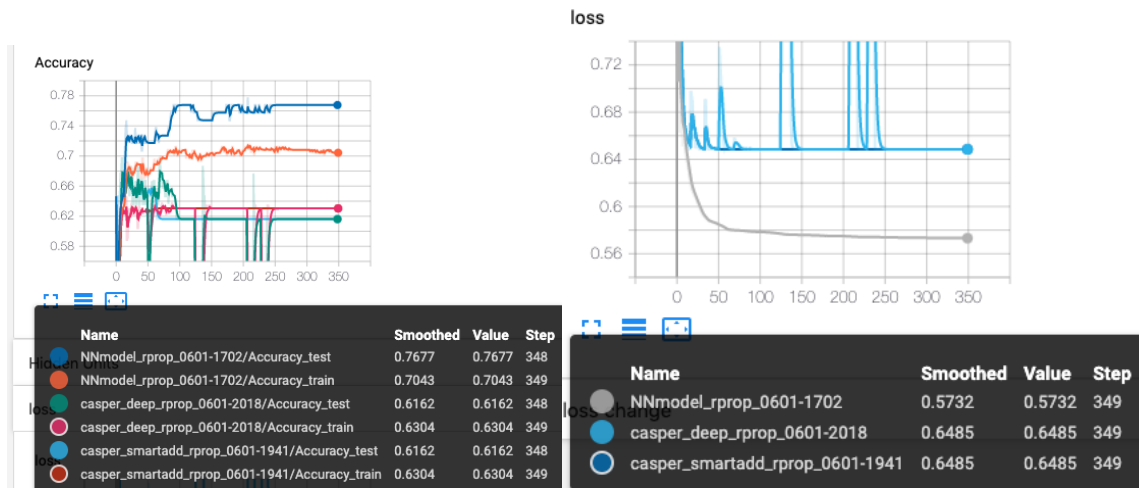 Accuracy
0.78
0.74
0.7
0.66
0.62
0.58
0 50 100 150 200 250 300 350
Name Smoothed Value Step
NNmodel_rprop_0601-1702/Accuracy_test 0.7677 0.7677 348
NNmodel_rprop_0601-1702/Accuracy_train 0.7043 0.7043 349
casper_deep_rprop_0601-2018/Accuracy_test 0.6162 0.6162 348
casper_deep_rprop_0601-2018/Accuracy_train 0.6304 0.6304 349
casper_smartadd_rprop_0601-1941/Accuracy_test 0.6162 0.6162 348
casper_smartadd_rprop_0601-1941/Accuracy_train 0.6304 0.6304 349
Hidden Units
loss
loss
loss
0.72
0.68
0.64
0.6
0.56
0 50 100 150 200 250 300 350
Name Smoothed Value Step
NNmodel_rprop_0601-1702 0.5732 0.5732 349
loss change
casper_deep_rprop_0601-2018 0.6485 0.6485 349
casper_smartadd_rprop_0601-1941 0.6485 0.6485 349